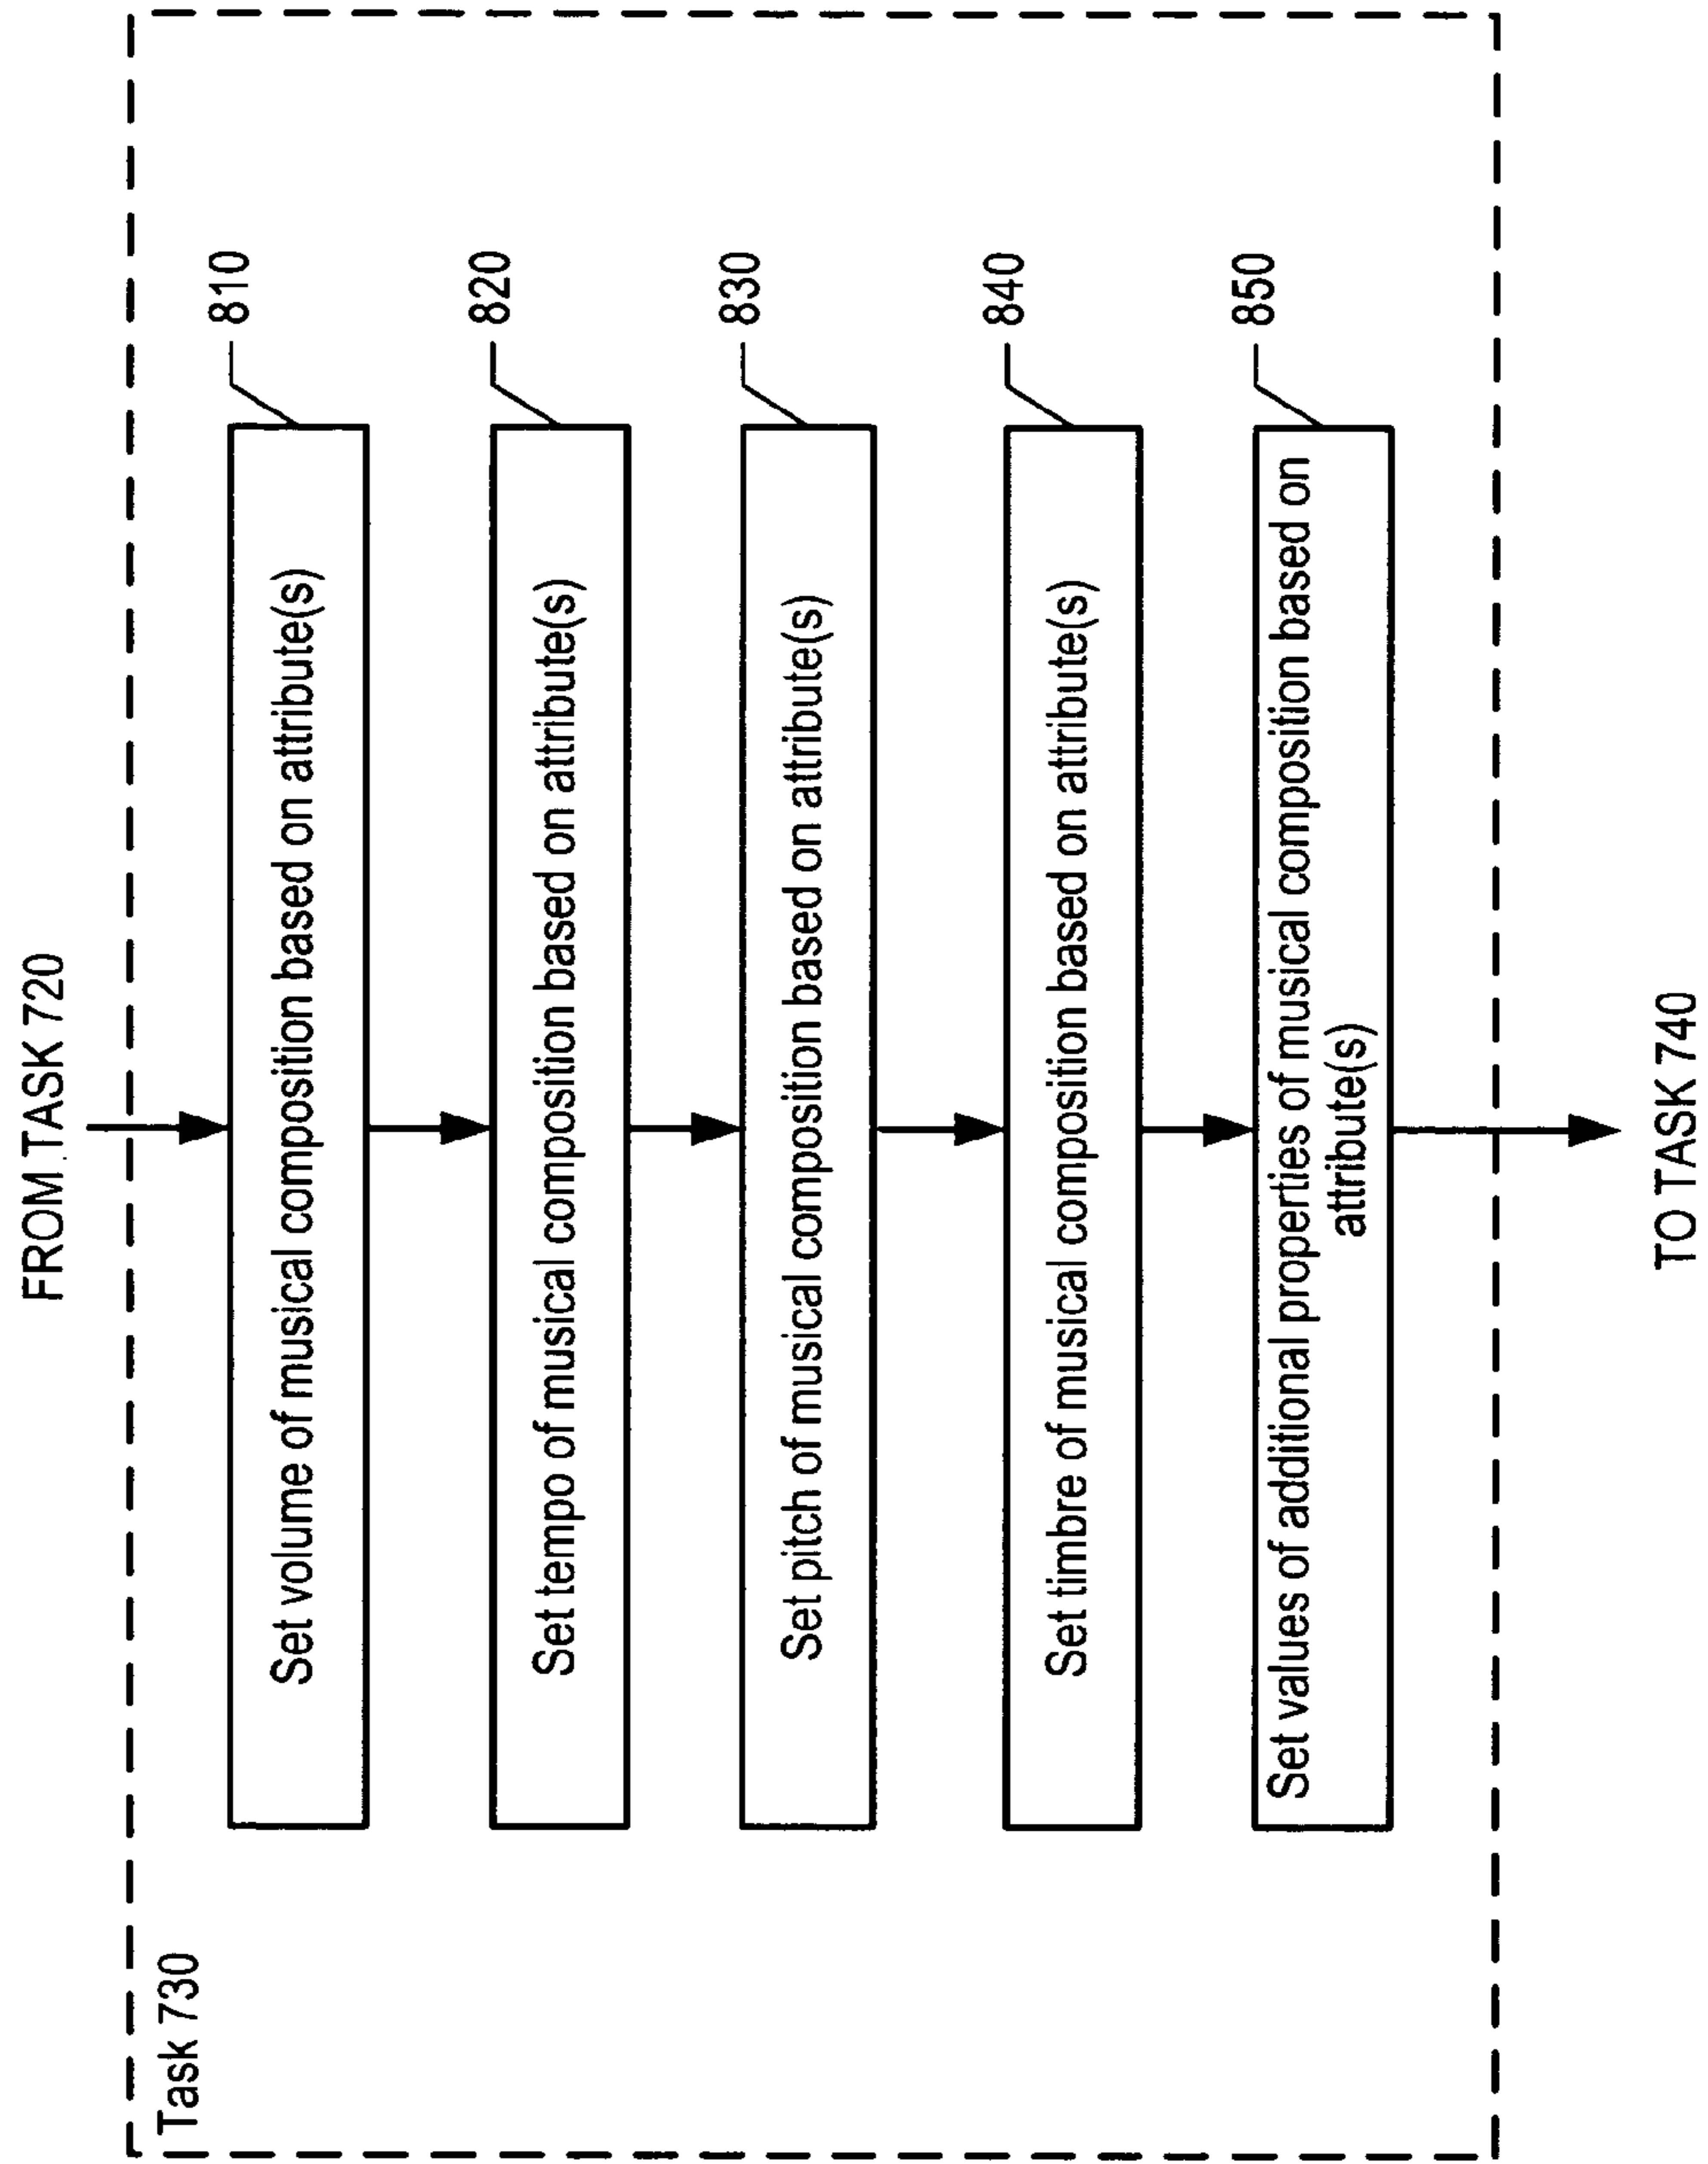 FROM TASK 720
Task 730
810
Set volume of musical composition based on attribute(s)
820
Set tempo of musical composition based on attribute(s)
830
Set pitch of musical composition based on attribute(s)
840
Set timbre of musical composition based on attribute(s)
850
Set values of additional properties of musical composition based on
attribute(s)
TO TASK 740